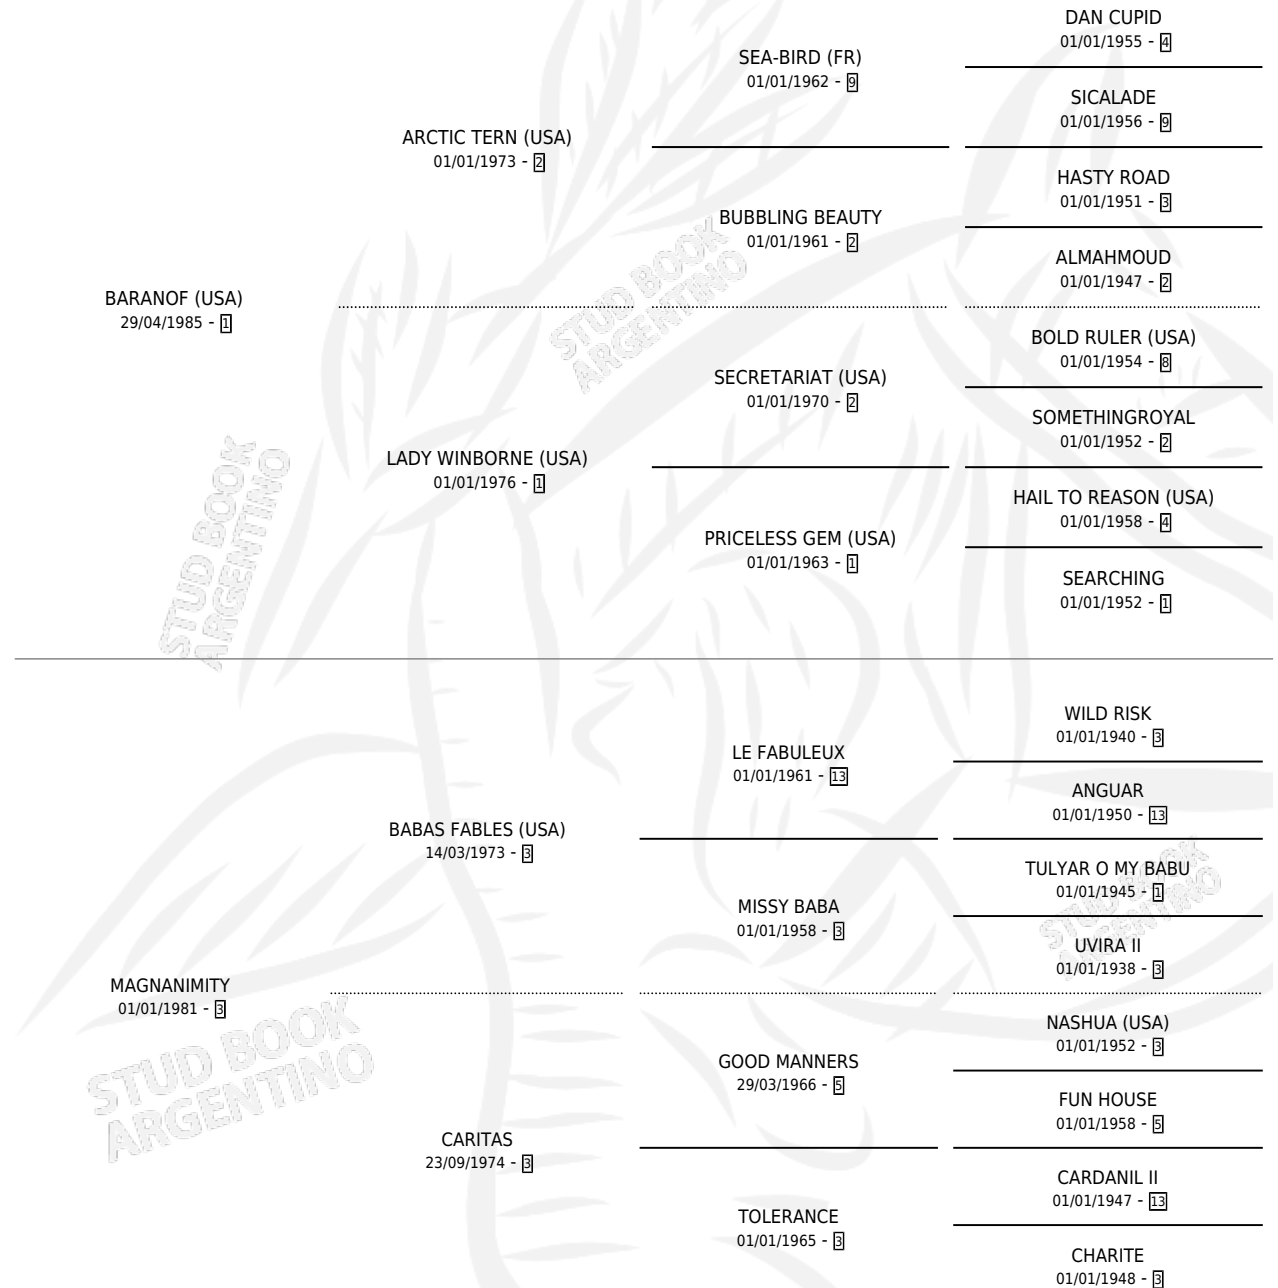 DAN CUPID
01/01/1955 - 4
SEA-BIRD (FR)
01/01/1962 - 9
SICALADE
01/01/1956 - 9
ARCTIC TERN (USA)
01/01/1973 - 2
HASTY ROAD
01/01/1951 - 3
BUBBLING BEAUTY
01/01/1961 - 2
ALMAHMOUD
01/01/1947 - 2
BARANOF (USA)
29/04/1985 - 1
BOLD RULER (USA)
01/01/1954 - 8
SECRETARIAT (USA)
01/01/1970 - 2
SOMETHINGROYAL
01/01/1952 - 2
LADY WINBORNE (USA)
01/01/1976 - 1
HAIL TO REASON (USA)
01/01/1958 - 4
PRICELESS GEM (USA)
01/01/1963 - 1
SEARCHING
01/01/1952 - 1
STUD BOOK
ARGENTINO
STUD BOOK
ARGENTINO
WILD RISK
01/01/1940 - 3
LE FABULEUX
01/01/1961 - 13
ANGUAR
01/01/1950 - 13
BABAS FABLES (USA)
14/03/1973 - 3
TULYAR O MY BABU
01/01/1945 - 1
MISSY BABA
01/01/1958 - 3
UVIRA II
01/01/1938 - 3
MAGNANIMITY
01/01/1981 - 3
NASHUA (USA)
01/01/1952 - 3
GOOD MANNERS
29/03/1966 - 5
FUN HOUSE
01/01/1958 - 5
CARITAS
23/09/1974 - 3
CARDANIL II
01/01/1947 - 13
TOLERANCE
01/01/1965 - 3
CHARITE
01/01/1948 - 3
STUD BOOK
ARGENTINO
STUD BOOK
ARGENTINO